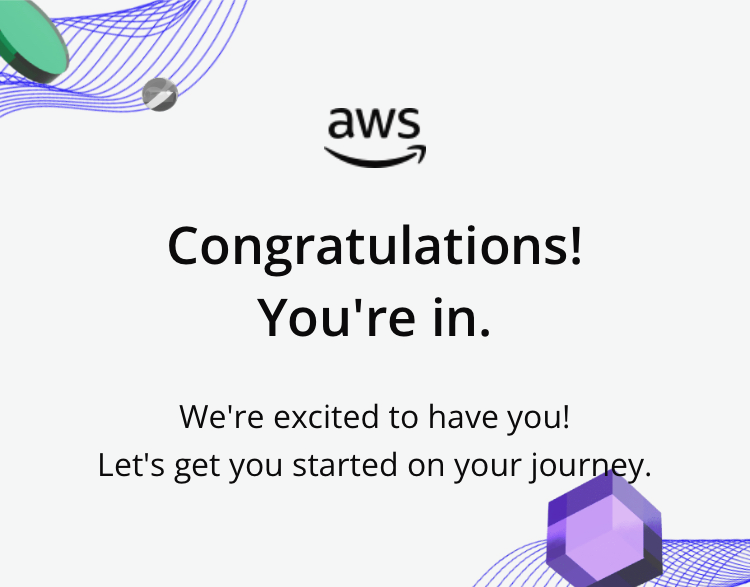 aws
Congratulations!
You're in.
We're excited to have you!
Let's get you started on your journey.